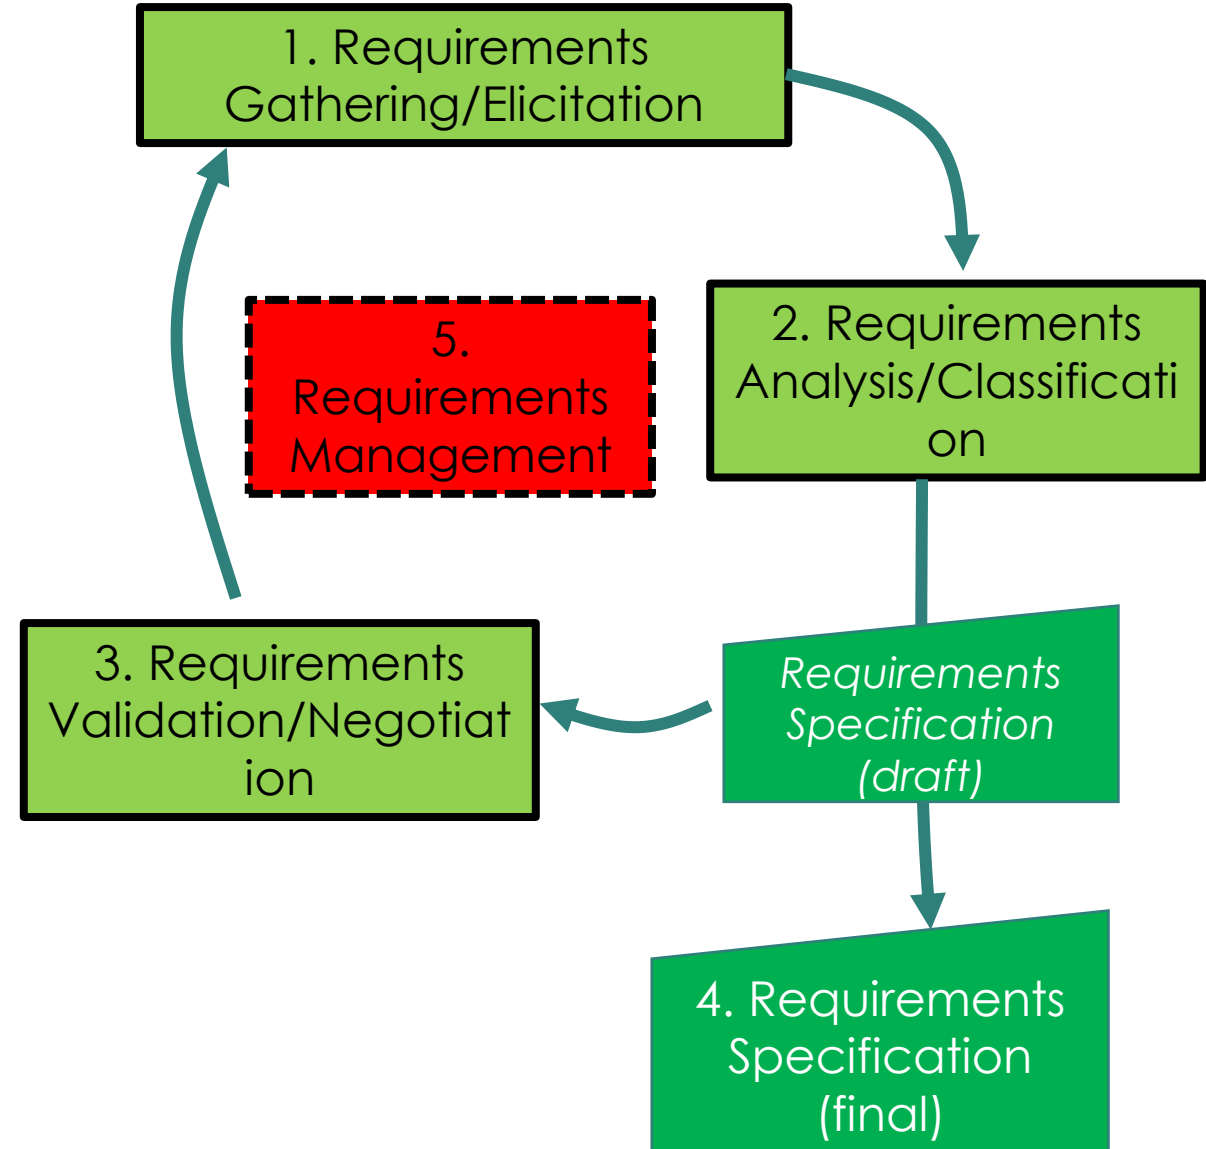 1. Requirements
Gathering/Elicitation
5.
Requirements
Management
2. Requirements
Analysis/Classificati
on
3. Requirements
Validation/Negotiat
ion
Requirements
Specification
(draft)
4. Requirements
Specification
(final)